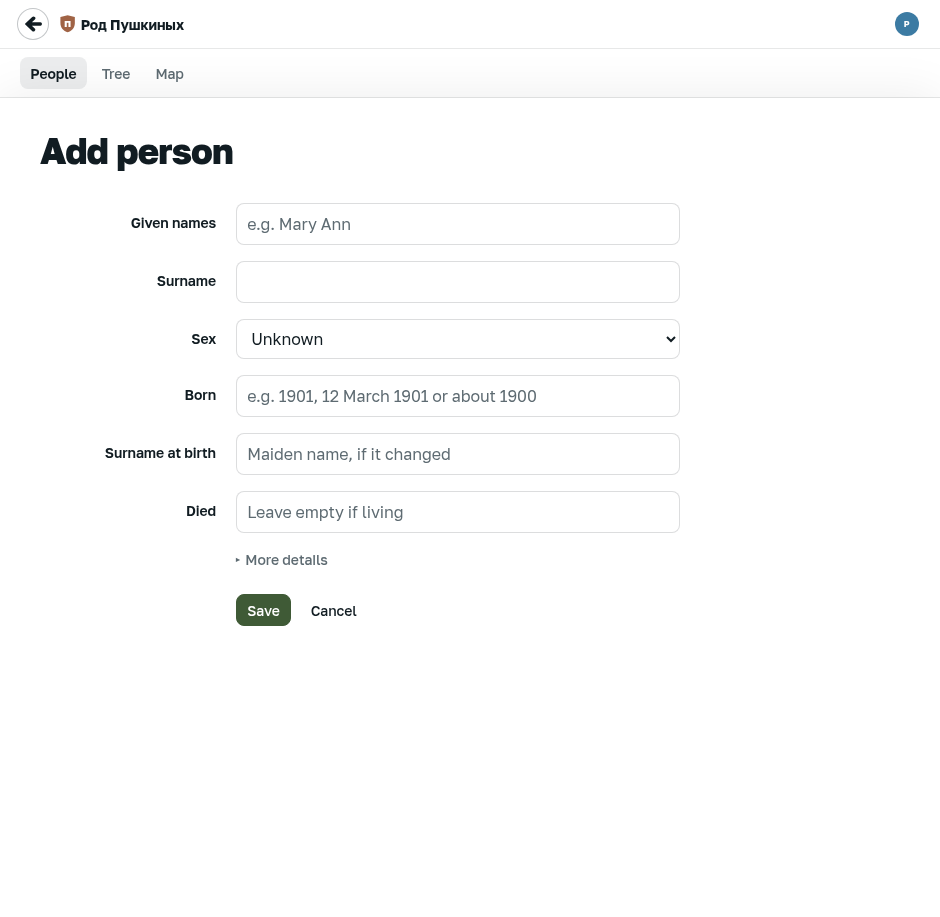 П Род Пушкиных
P
People Tree Map
Add person
Given names e.g. Mary Ann
Surname
Sex Unknown
Born e.g. 1901, 12 March 1901 or about 1900
Surname at birth Maiden name, if it changed
Died Leave empty if living
More details
Save Cancel